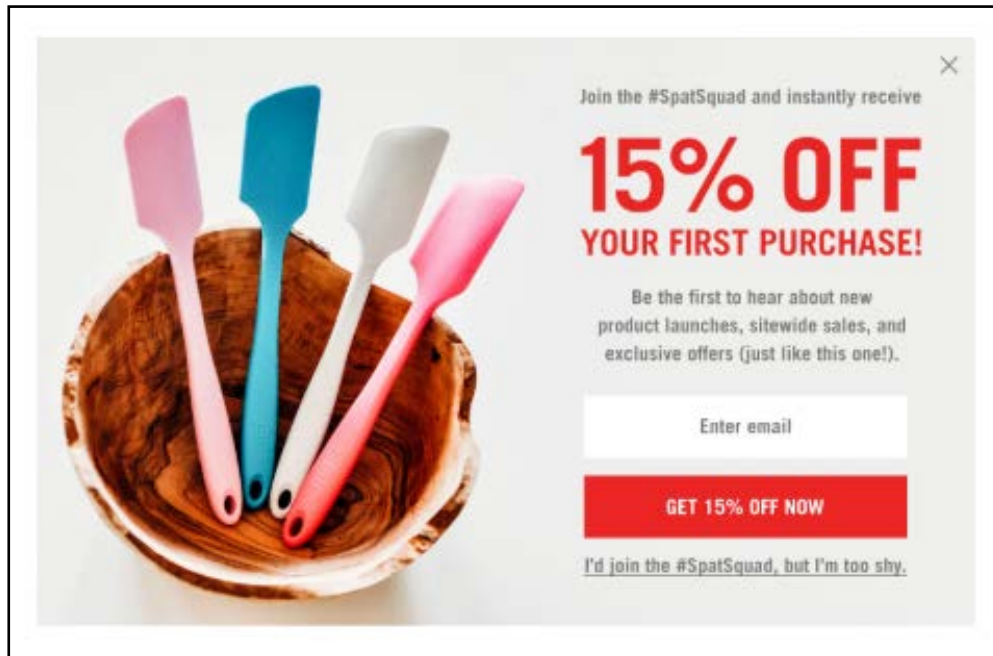 Join the #SpatSquad and instantly receive
15% OFF
YOUR FIRST PURCHASE!
Be the first to hear about new
product launches, sitewide sales, and
exclusive offers (just like this one!).
Enter email
GET 15% OFF NOW
I'd join the #SpatSquad, but I'm too shy.